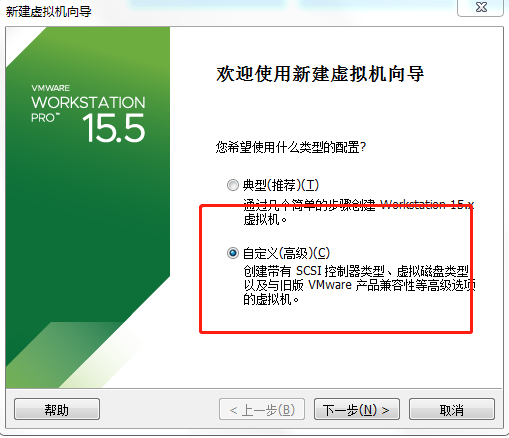 新建虚拟机向导
VMWARE
WORKSTATION
PRO™ 15.5
欢迎使用新建虚拟机向导
您希望使用什么类型的配置?
典型(推荐)(T)
通过几个简单的步骤创建 Workstation 15.x
虚拟机。
自定义(高级)(C)
创建带有 SCSI 控制器类型、虚拟磁盘类型
以及与旧版 VMware 产品兼容性等高级选项
的虚拟机。
帮助
< 上一步(B)
下一步(N) >
取消